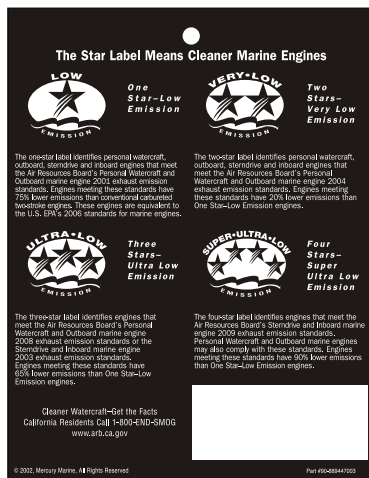 The Star Label Means Cleaner Marine Engines
LOW
EMISSION
One
Star–Low
Emission
VERY•LOW
EMISSION
Two
Stars–
Very Low
Emission
The one-star label identifies personal watercraft,
outboard, sterndrive and inboard engines that meet
the Air Resources Board's Personal Watercraft and
Outboard marine engine 2001 exhaust emission
standards. Engines meeting these standards have
75% lower emissions than conventional carbureted
two-stroke engines. These engines are equivalent to
the U.S. EPA's 2006 standards for marine engines.
The two-star label identifies personal watercraft,
outboard, sterndrive and inboard engines that
meet the Air Resources Board's Personal
Watercraft and Outboard marine engine 2004
exhaust emission standards. Engines meeting
these standards have 20% lower emissions than
One Star–Low Emission engines.
ULTRA•LOW
EMISSION
Three
Stars–
Ultra Low
Emission
SUPER•ULTRA•LOW
EMISSION
Four
Stars–
Super
Ultra Low
Emission
The three-star label identifies engines that
meet the Air Resources Board's Personal
Watercraft and Outboard marine engine
2008 exhaust emission standards or the
Sterndrive and Inboard marine engine
2003 exhaust emission standards.
Engines meeting these standards have
65% lower emissions than One Star–Low
Emission engines.
The four-star label identifies engines that meet the
Air Resources Board's Sterndrive and Inboard marine
engine 2009 exhaust emission standards.
Personal Watercraft and Outboard marine engines
may also comply with these standards. Engines
meeting these standards have 90% lower emissions
than One Star–Low Emission engines.
Cleaner Watercraft–Get the Facts
California Residents Call 1-800-END-SMOG
www.arb.ca.gov
© 2002, Mercury Marine, All Rights Reserved
Part #90-889447003